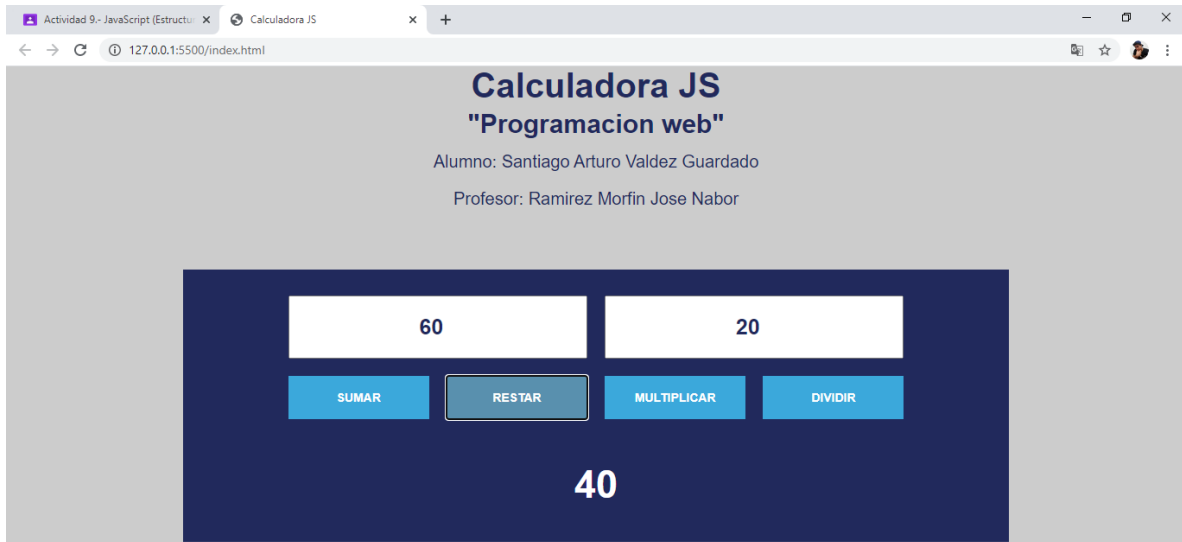 Actividad 9.- JavaScript (Estructu
Calculadora JS
127.0.0.1:5500/index.html
Calculadora JS
"Programacion web"
Alumno: Santiago Arturo Valdez Guardado
Profesor: Ramirez Morfin Jose Nabor
60 20
SUMAR RESTAR MULTIPLICAR DIVIDIR
40